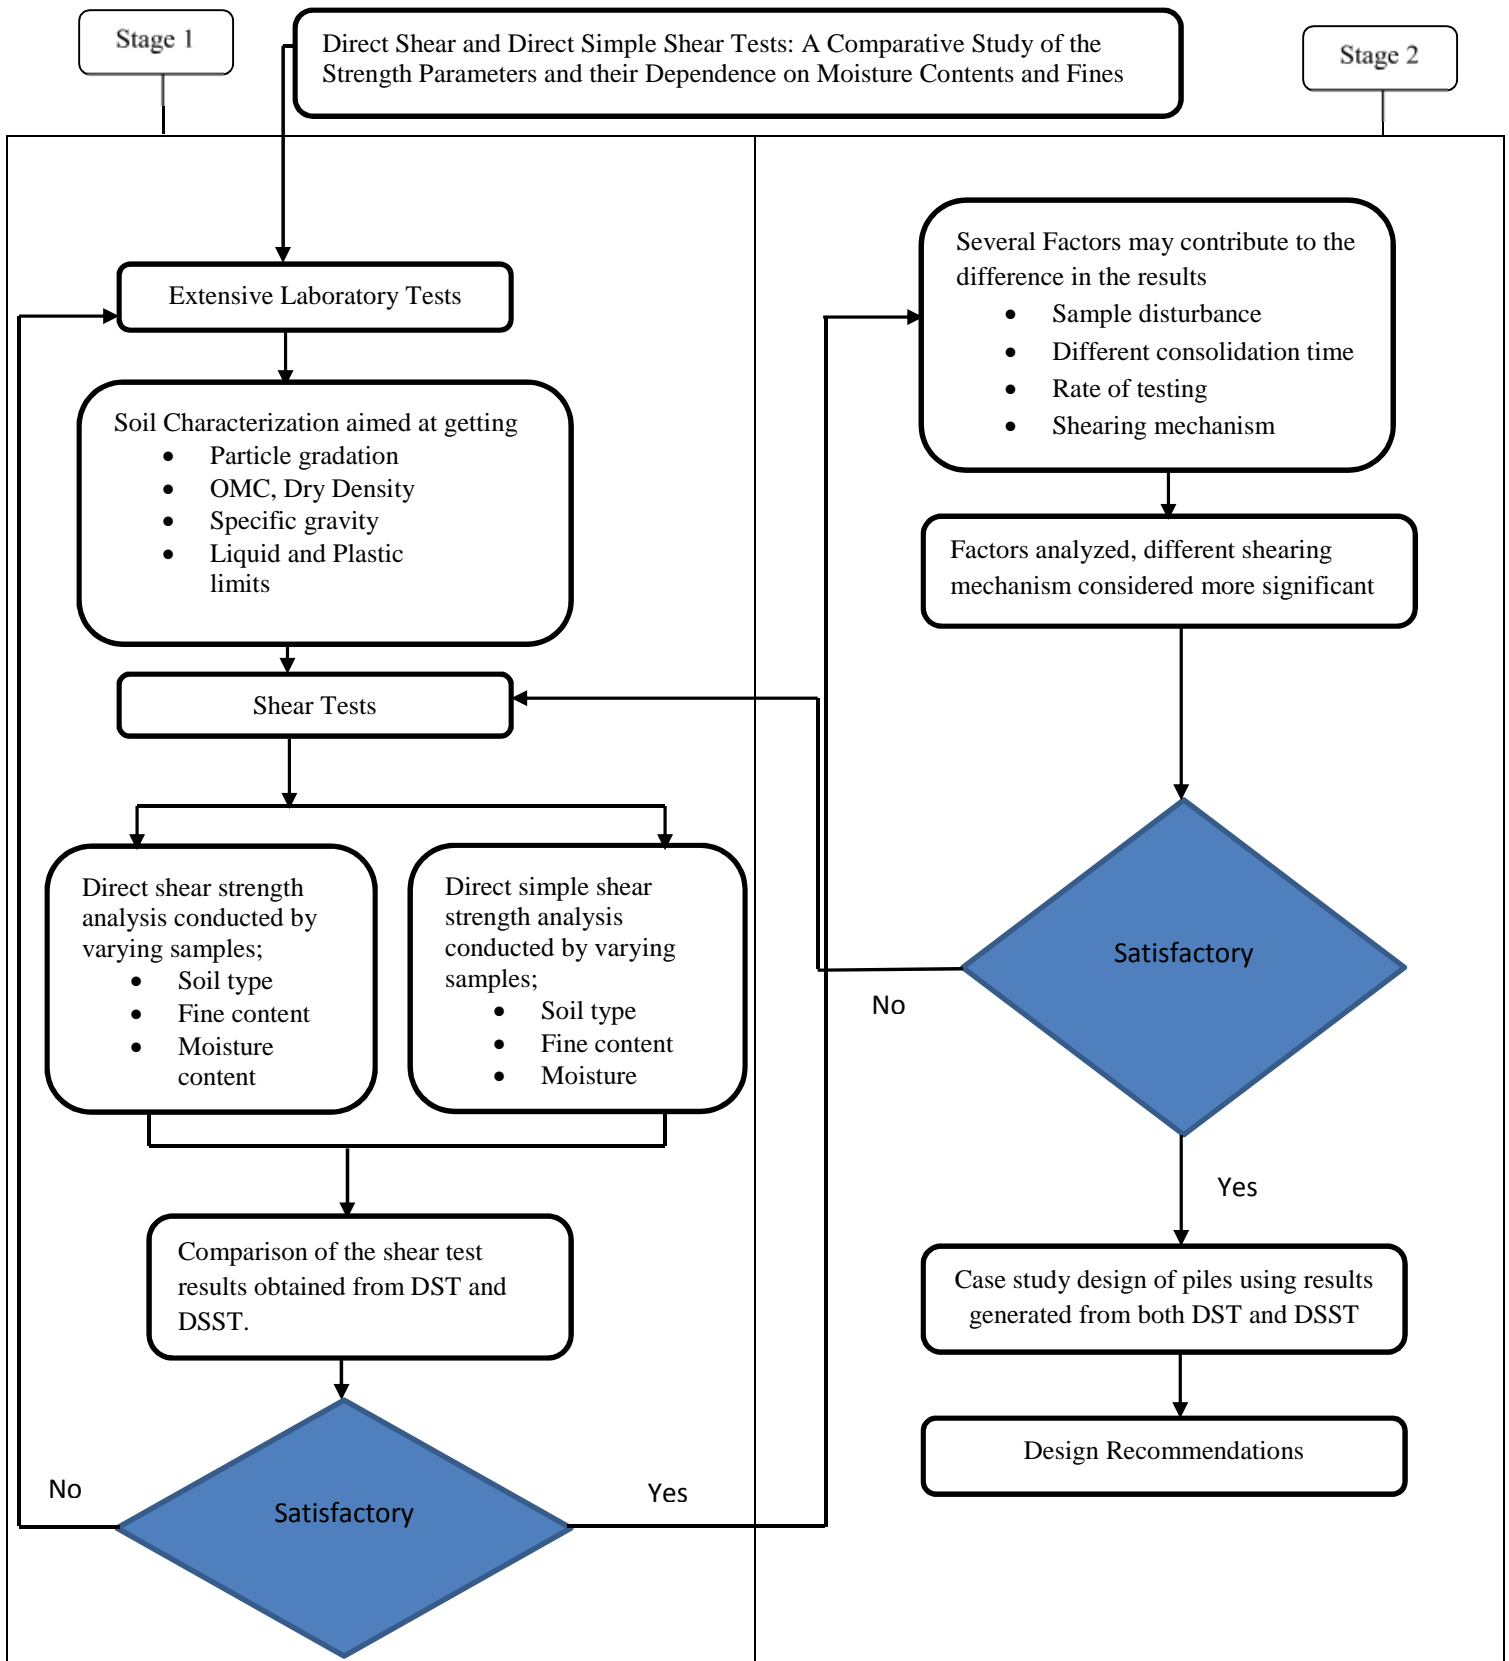 Stage 1
Direct Shear and Direct Simple Shear Tests: A Comparative Study of the
Strength Parameters and their Dependence on Moisture Contents and Fines
Stage 2
Extensive Laboratory Tests
Soil Characterization aimed at getting
• Particle gradation
• OMC, Dry Density
• Specific gravity
• Liquid and Plastic
limits
Shear Tests
Direct shear strength
analysis conducted by
varying samples;
• Soil type
• Fine content
• Moisture
content
Direct simple shear
strength analysis
conducted by varying
samples;
• Soil type
• Fine content
• Moisture
Comparison of the shear test
results obtained from DST and
DSST.
No
Satisfactory
Yes
Several Factors may contribute to the
difference in the results
• Sample disturbance
• Different consolidation time
• Rate of testing
• Shearing mechanism
Factors analyzed, different shearing
mechanism considered more significant
Satisfactory
No
Yes
Case study design of piles using results
generated from both DST and DSST
Design Recommendations